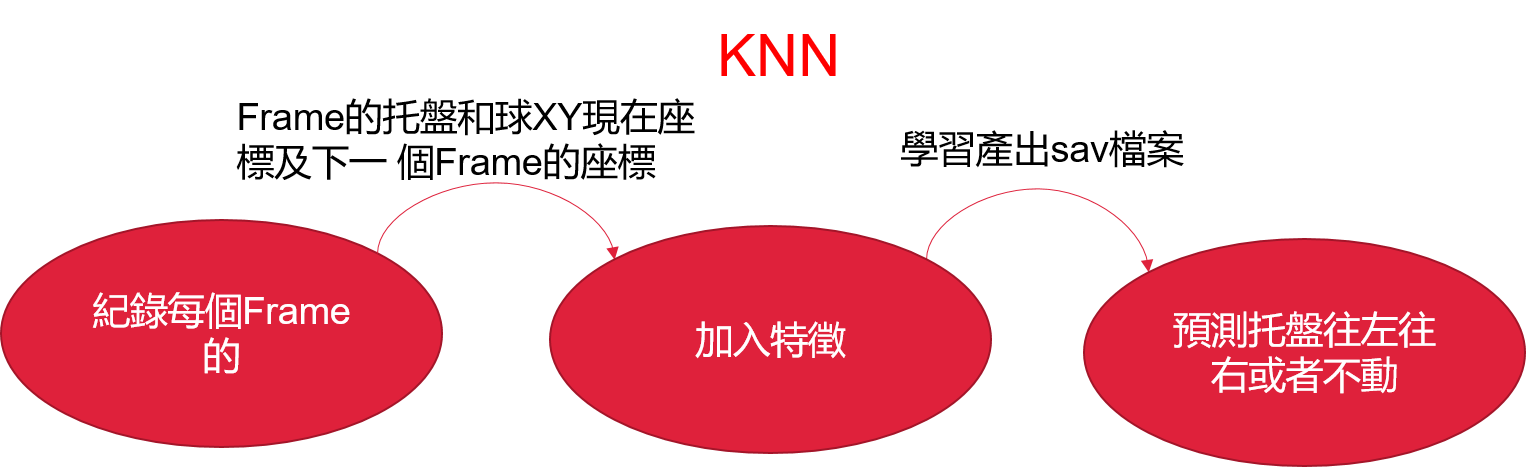 KNN
Frame的托盤和球XY現在座
標及下一 個Frame的座標
學習產出sav檔案
紀錄每個Frame
的
加入特徵
預測托盤往左往
右或者不動